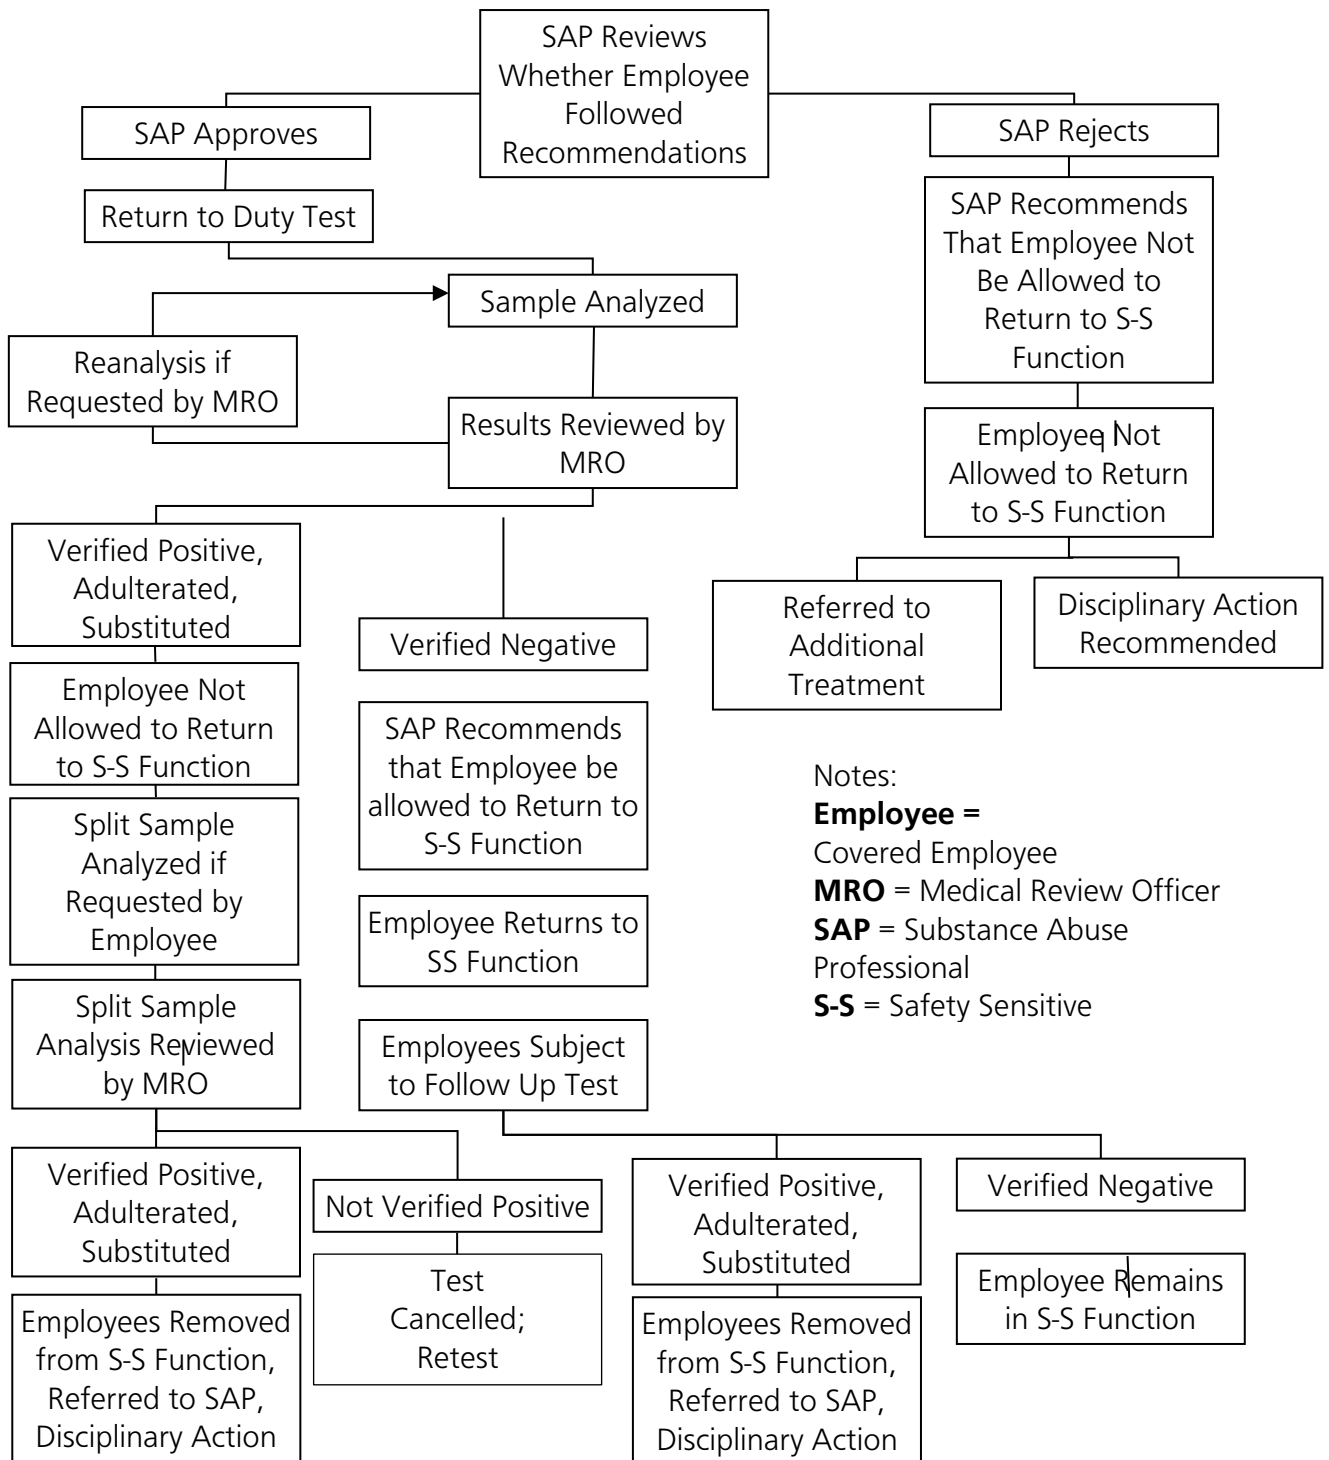 SAP Reviews
Whether Employee
Followed
Recommendations
SAP Approves
Return to Duty Test
Sample Analyzed
Reanalysis if
Requested by MRO
Results Reviewed by
MRO
Verified Positive,
Adulterated,
Substituted
Employee Not
Allowed to Return
to S-S Function
Split Sample
Analyzed if
Requested by
Employee
Split Sample
Analysis Reviewed
by MRO
Verified Positive,
Adulterated,
Substituted
Employees Removed
from S-S Function,
Referred to SAP,
Disciplinary Action
Not Verified Positive
Test
Cancelled;
Retest
Verified Negative
SAP Recommends
that Employee be
allowed to Return to
S-S Function
Employee Returns to
SS Function
Employees Subject
to Follow Up Test
Verified Positive,
Adulterated,
Substituted
Employees Removed
from S-S Function,
Referred to SAP,
Disciplinary Action
Verified Negative
Employee Remains
in S-S Function
SAP Rejects
SAP Recommends
That Employee Not
Be Allowed to
Return to S-S
Function
Employee Not
Allowed to Return
to S-S Function
Referred to
Additional
Treatment
Disciplinary Action
Recommended
Notes:
Employee =
Covered Employee
MRO = Medical Review Officer
SAP = Substance Abuse
Professional
S-S = Safety Sensitive